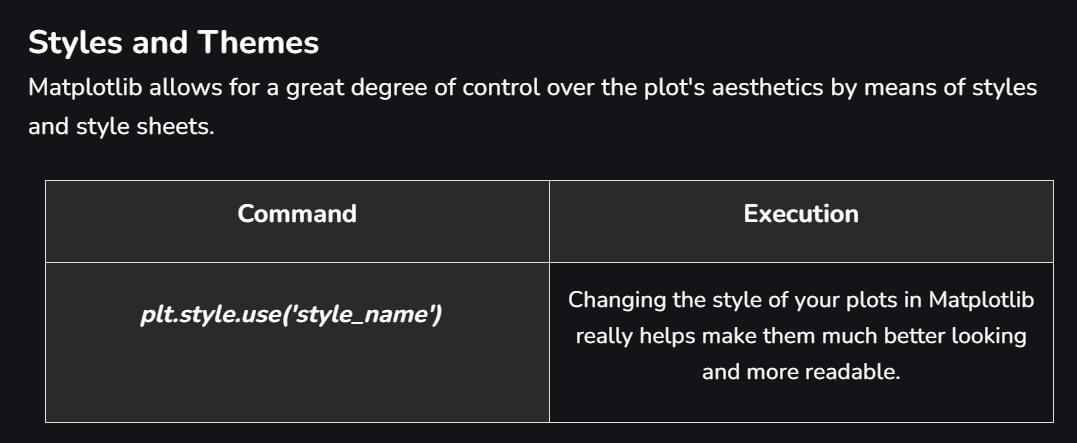 Styles and Themes
Matplotlib allows for a great degree of control over the plot's aesthetics by means of styles
and style sheets.
Command
Execution
plt.style.use('style_name')
Changing the style of your plots in Matplotlib
really helps make them much better looking
and more readable.